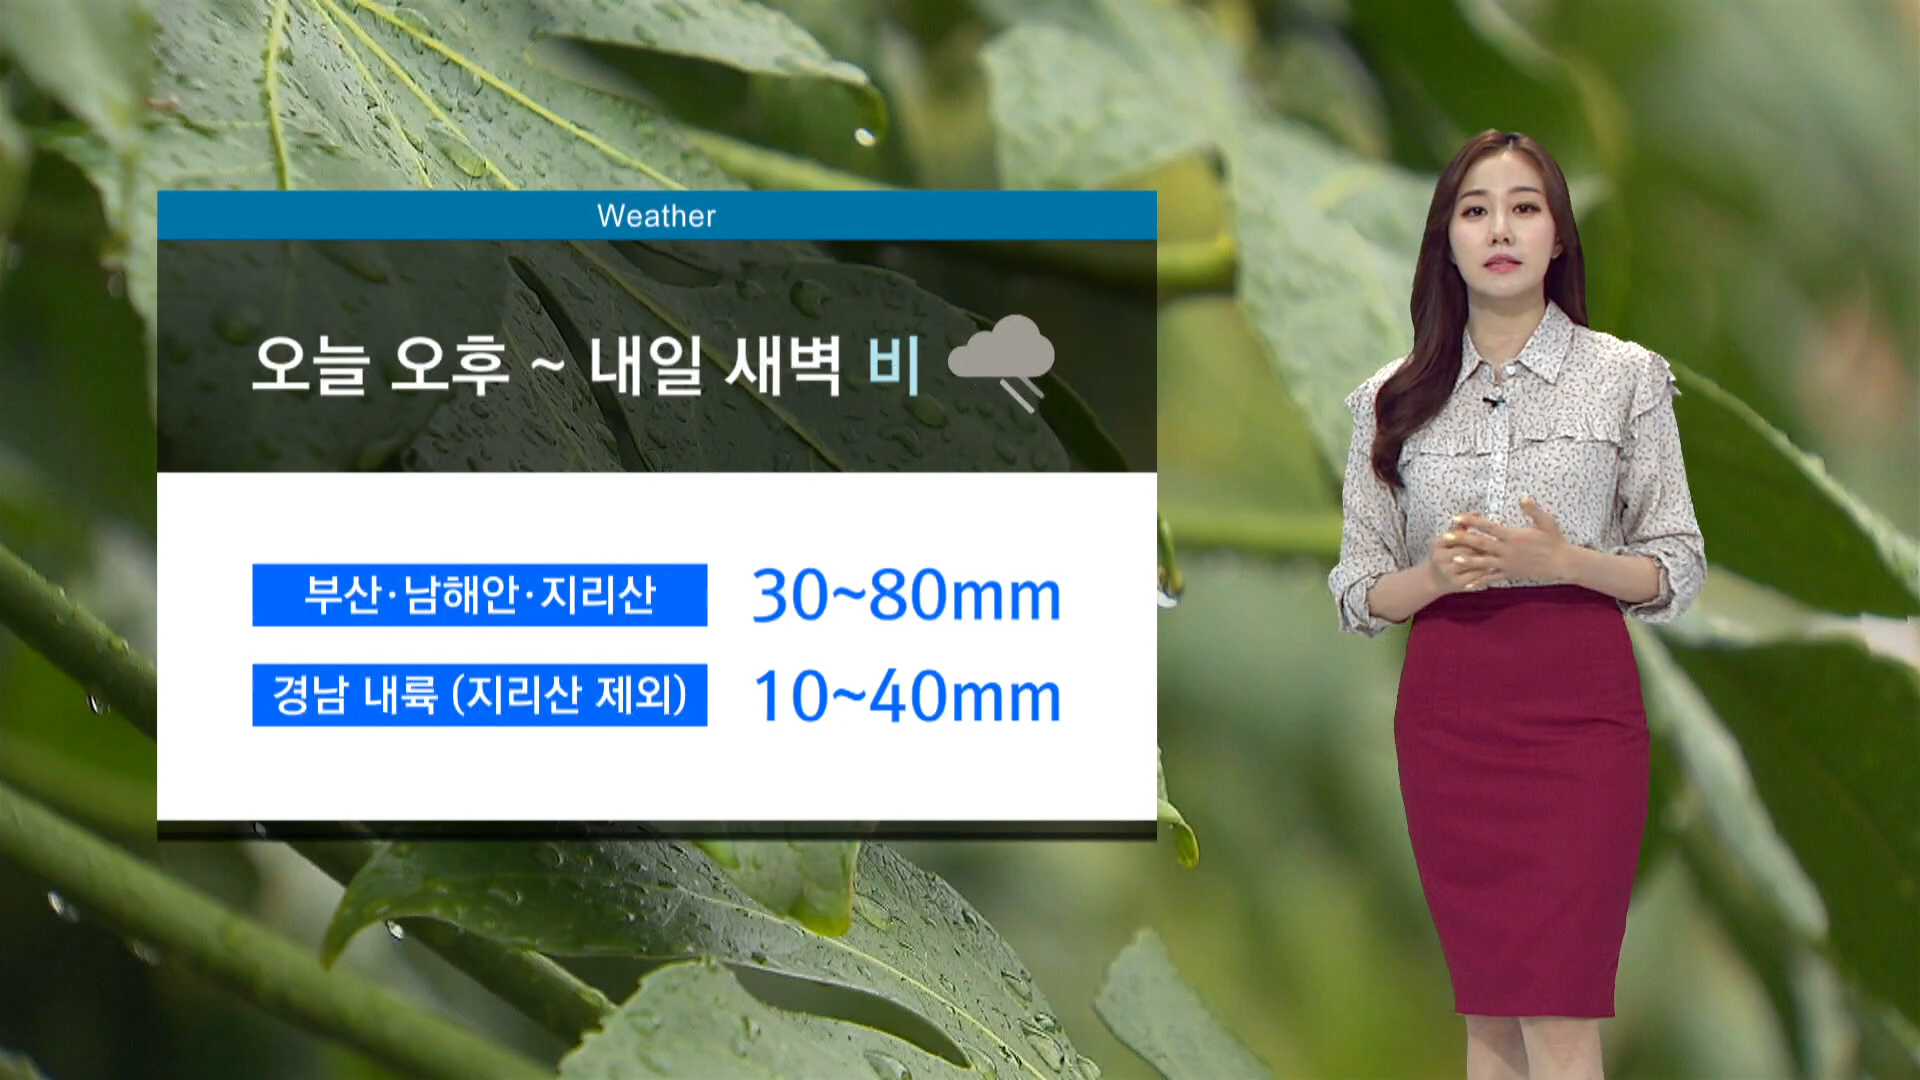 Weather
오늘 오후 ~ 내일 새벽 비
부산·남해안·지리산 30~80mm
경남 내륙 (지리산 제외) 10~40mm